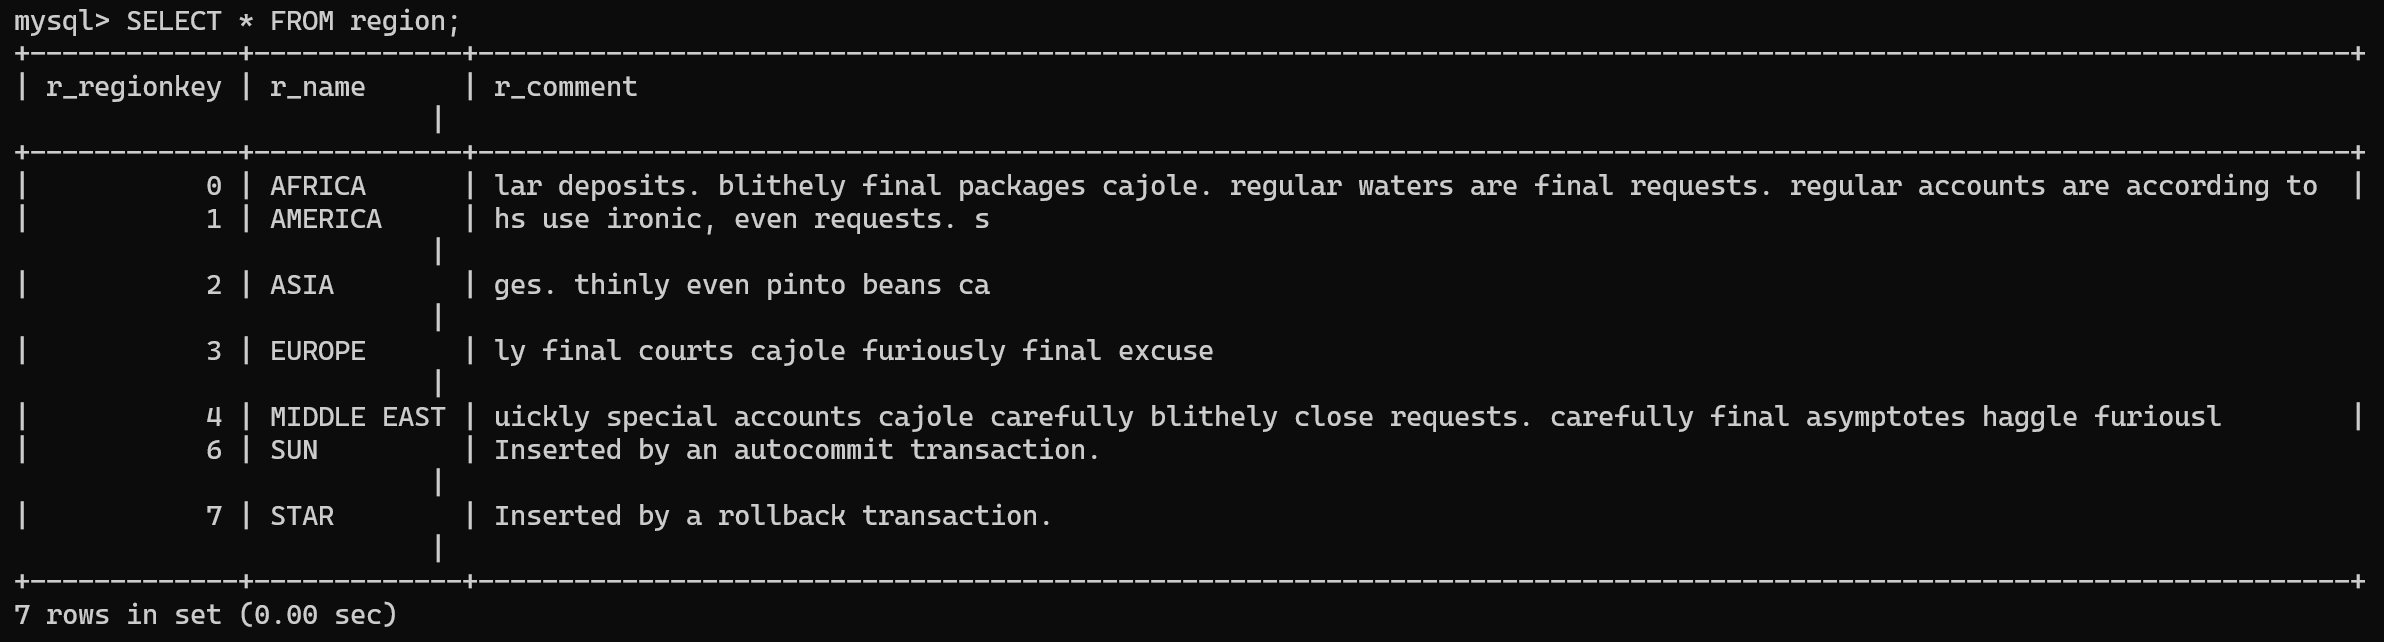 mysql> SELECT * FROM region;
+-------------+-------------+---------------------------------------------------------------------------------------------------------------------+
| r_regionkey | r_name      | r_comment
                          |
+-------------+-------------+---------------------------------------------------------------------------------------------------------------------+
|           0 | AFRICA      | lar deposits. blithely final packages cajole. regular waters are final requests. regular accounts are according to  |
|           1 | AMERICA     | hs use ironic, even requests. s
                          |
|           2 | ASIA        | ges. thinly even pinto beans ca
                          |
|           3 | EUROPE      | ly final courts cajole furiously final excuse
                          |
|           4 | MIDDLE EAST | uickly special accounts cajole carefully blithely close requests. carefully final asymptotes haggle furiousl        |
|           6 | SUN         | Inserted by an autocommit transaction.
                          |
|           7 | STAR        | Inserted by a rollback transaction.
                          |
+-------------+-------------+---------------------------------------------------------------------------------------------------------------------+
7 rows in set (0.00 sec)